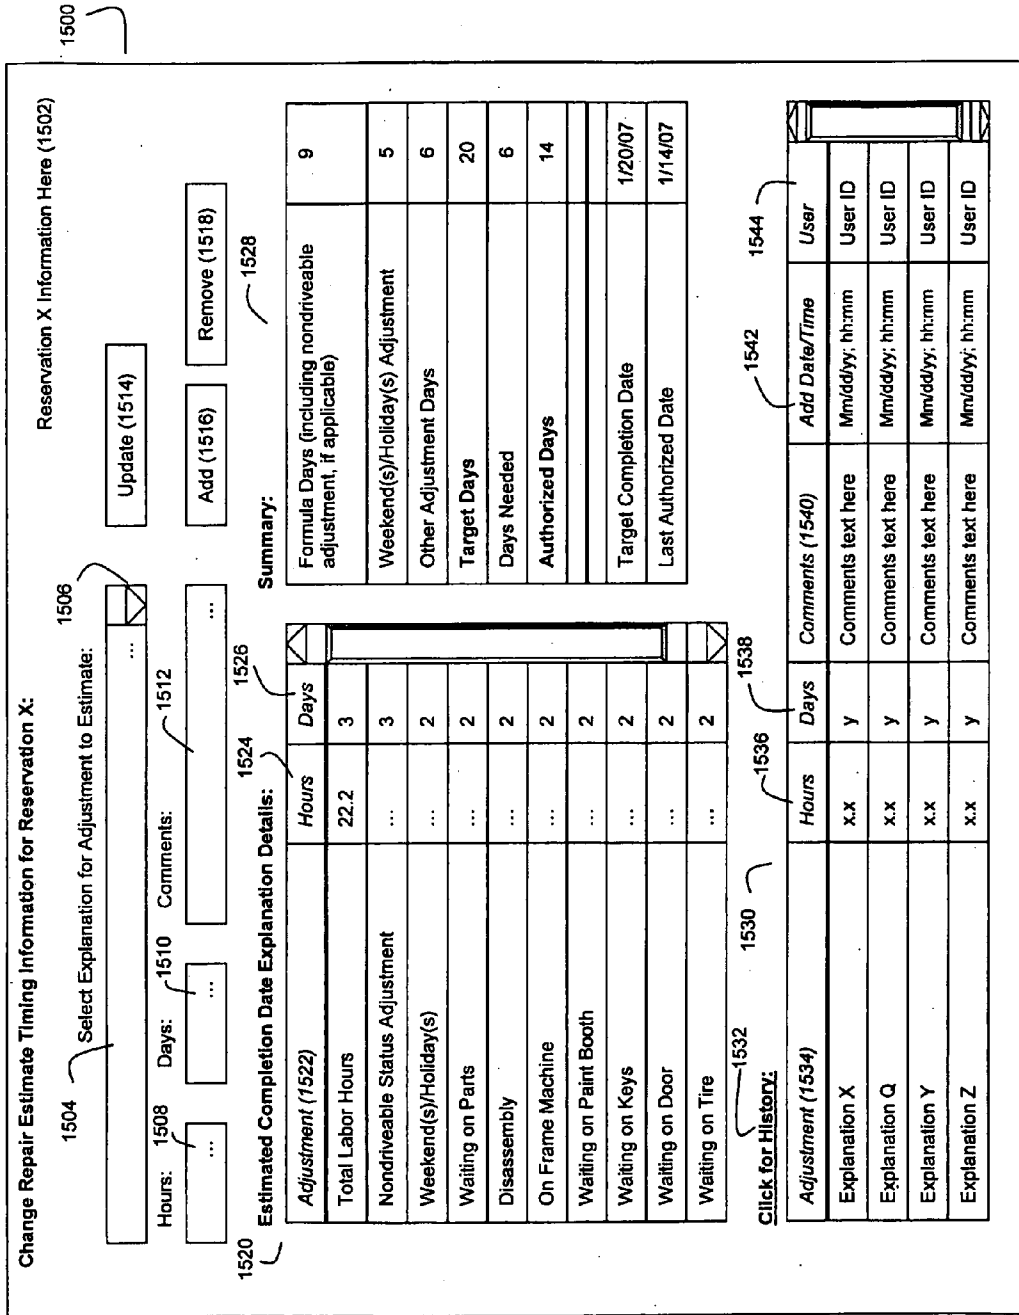 1500
Change Repair Estimate Timing Information for Reservation X:
Reservation X Information Here (1502)
1504
Select Explanation for Adjustment to Estimate:
1506
...
Update (1514)
Hours:
1508
Days:
1510
Comments:
1512
...
...
...
Add (1516)
Remove (1518)
1520
Estimated Completion Date Explanation Details:
1524
1526
Adjustment (1522) Hours Days
Total Labor Hours 22.2 3
Nondriveable Status Adjustment ... 3
Weekend(s)/Holiday(s) ... 2
Waiting on Parts ... 2
Disassembly ... 2
On Frame Machine ... 2
Waiting on Paint Booth ... 2
Waiting on Keys ... 2
Waiting on Door ... 2
Waiting on Tire ... 2
Summary:
1528
Formula Days (including nondriveable adjustment, if applicable) 9
Weekend(s)/Holiday(s) Adjustment 5
Other Adjustment Days 6
Target Days 20
Days Needed 6
Authorized Days 14
Target Completion Date 1/20/07
Last Authorized Date 1/14/07
Click for History:
1532
1530
1536
1538
1542
1544
Adjustment (1534) Hours Days Comments (1540) Add Date/Time User
Explanation X x.x y Comments text here Mm/dd/yy; hh:mm User ID
Explanation Q x.x y Comments text here Mm/dd/yy; hh:mm User ID
Explanation Y x.x y Comments text here Mm/dd/yy; hh:mm User ID
Explanation Z x.x y Comments text here Mm/dd/yy; hh:mm User ID